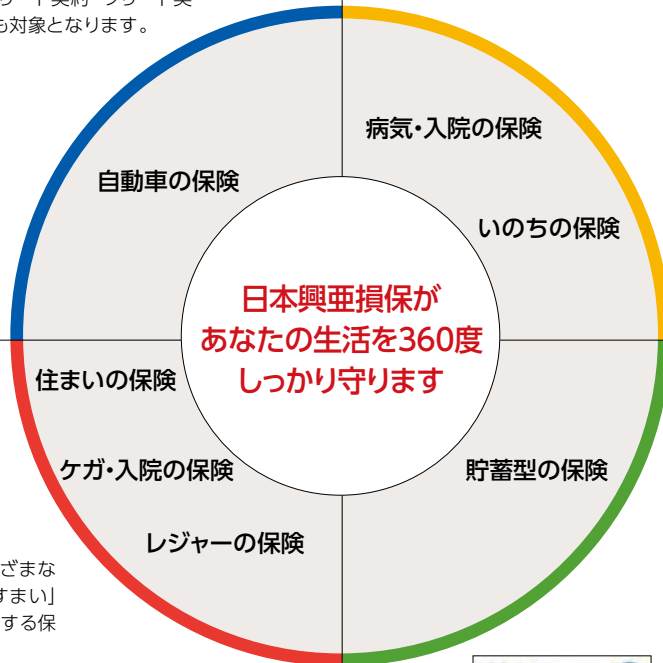 も対象となります。
病気・入院の保険
自動車の保険
いのちの保険
日本興亜損保が
あなたの生活を360度
しっかり守ります
住まいの保険
ケガ・入院の保険
貯蓄型の保険
レジャーの保険
ざまな
すまい」
する保